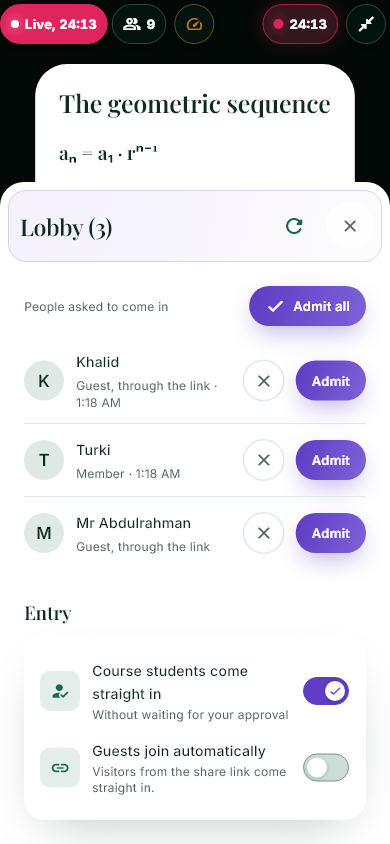 Live, 24:13
9
24:13
The geometric sequence
aₙ = a₁ · rⁿ⁻¹
Lobby (3)
People asked to come in
Admit all
K
Khalid
Guest, through the link ·
1:18 AM
Admit
T
Turki
Member · 1:18 AM
Admit
M
Mr Abdulrahman
Guest, through the link
Admit
Entry
Course students come
straight in
Without waiting for your approval
Guests join automatically
Visitors from the share link come
straight in.